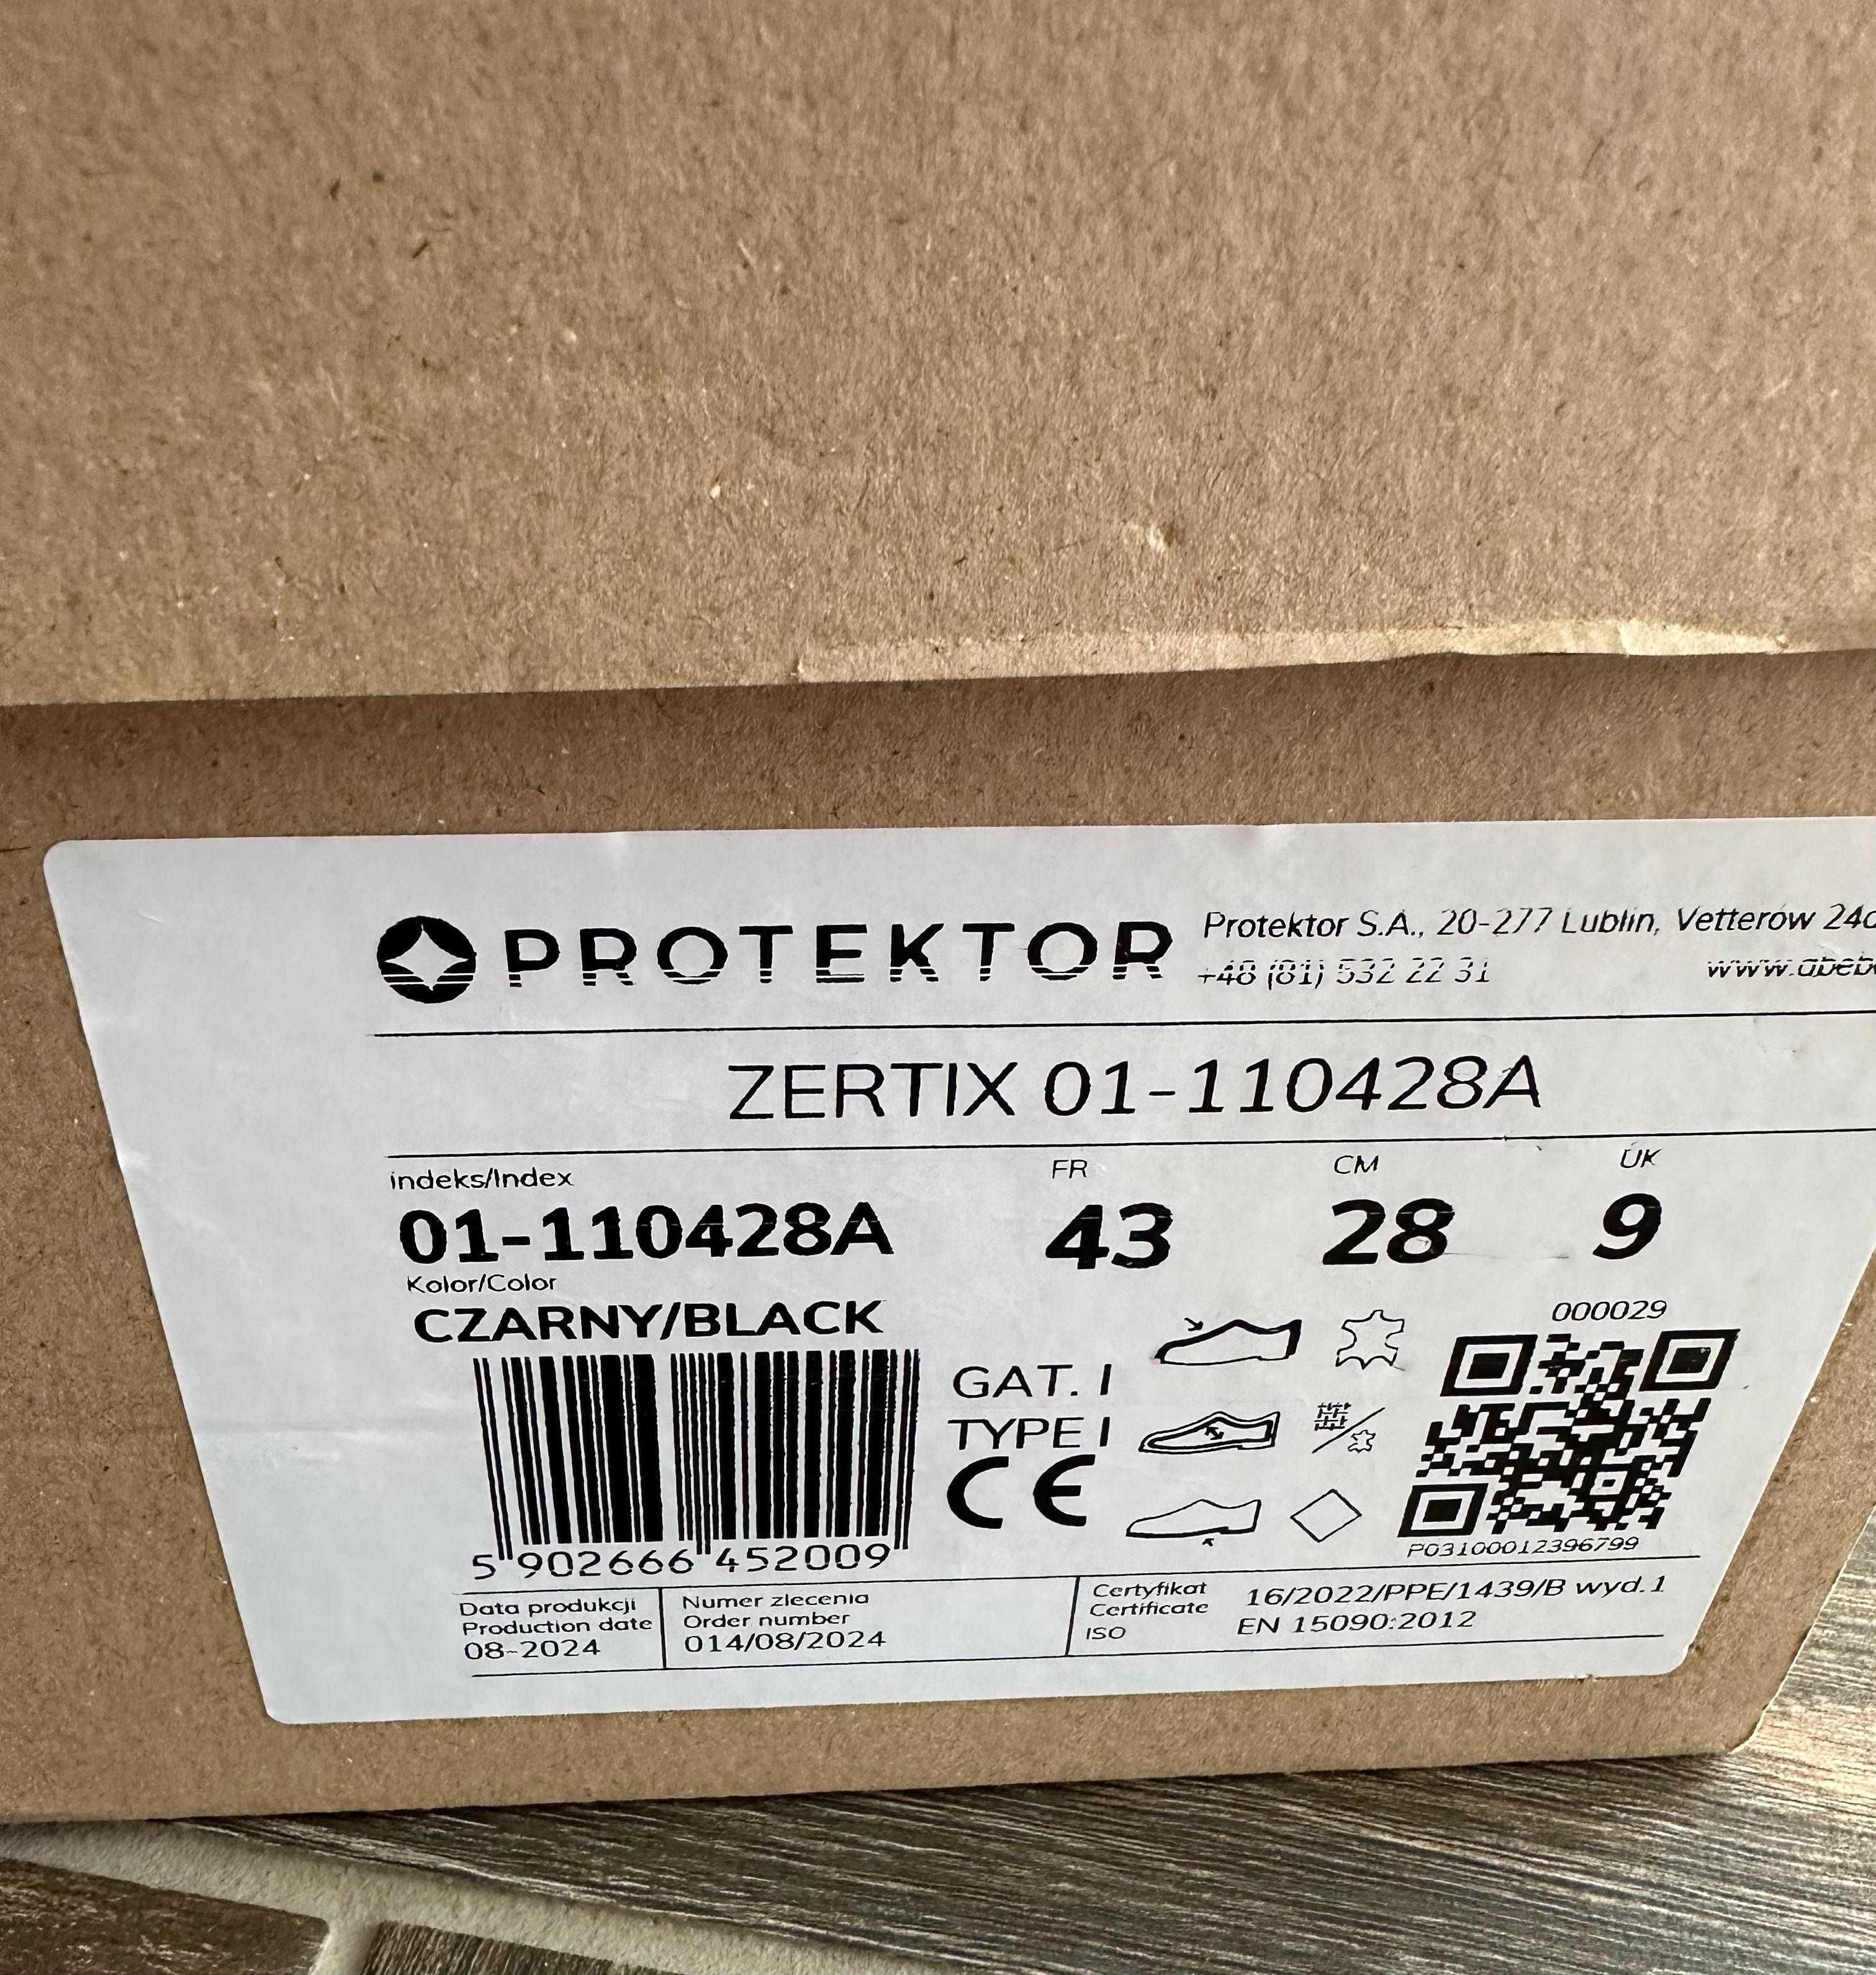 PROTEKTOR
Protektor S.A., 20-277 Lublin, Vetterów 24a
+48 (81) 532 22 31
ZERTIX 01-110428A
indeks/Index
01-110428A
FR
43
CM
28
UK
9
Kolor/Color
CZARNY/BLACK
5 902666 452009
GAT. I
TYPE I
CE
000029
P03100012396799
Data produkcji
Production date
08-2024
Numer zlecenia
Order number
014/08/2024
Certyfikat
Certificate
ISO
16/2022/PPE/1439/B wyd.1
EN 15090:2012